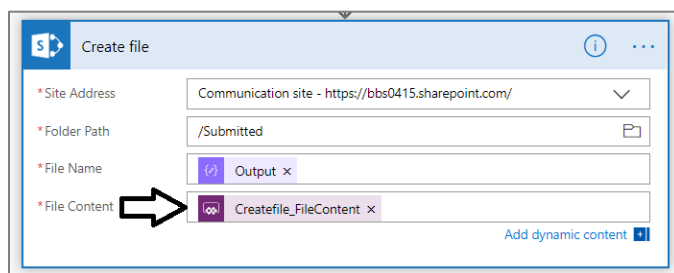 Create file
*Site Address Communication site - https://bbs0415.sharepoint.com/
*Folder Path /Submitted
*File Name Output ×
*File Content Createfile_FileContent ×
Add dynamic content